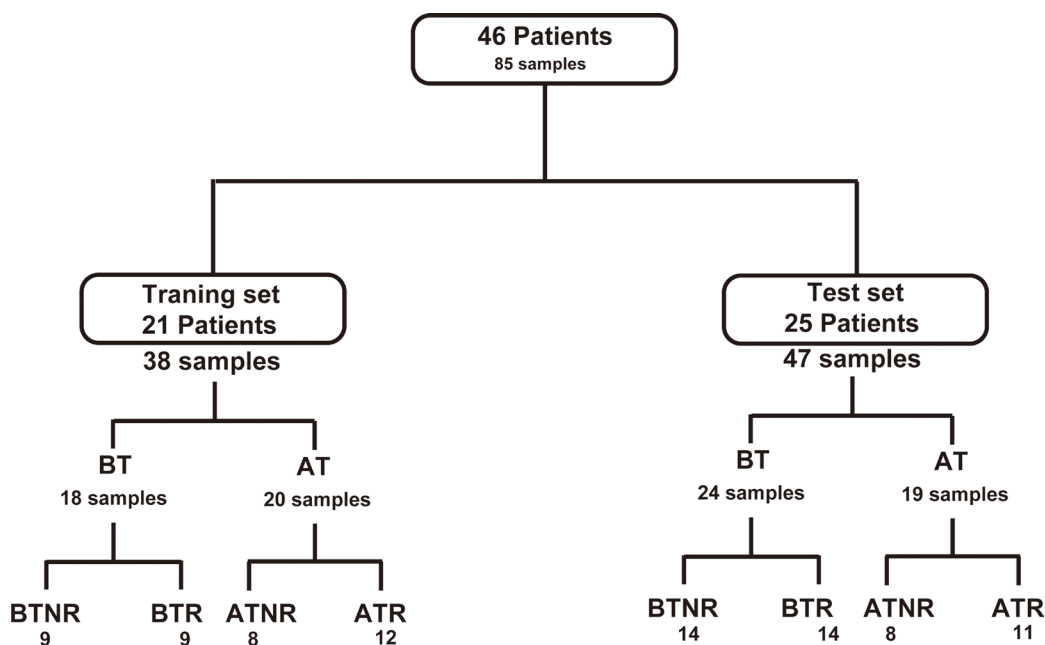 46 Patients
85 samples
Traning set
21 Patients
38 samples
Test set
25 Patients
47 samples
BT
18 samples
AT
20 samples
BT
24 samples
AT
19 samples
BTNR
9
BTR
9
ATNR
8
ATR
12
BTNR
14
BTR
14
ATNR
8
ATR
11